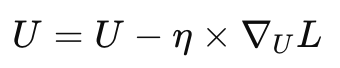 U = U − η × ∇_U L